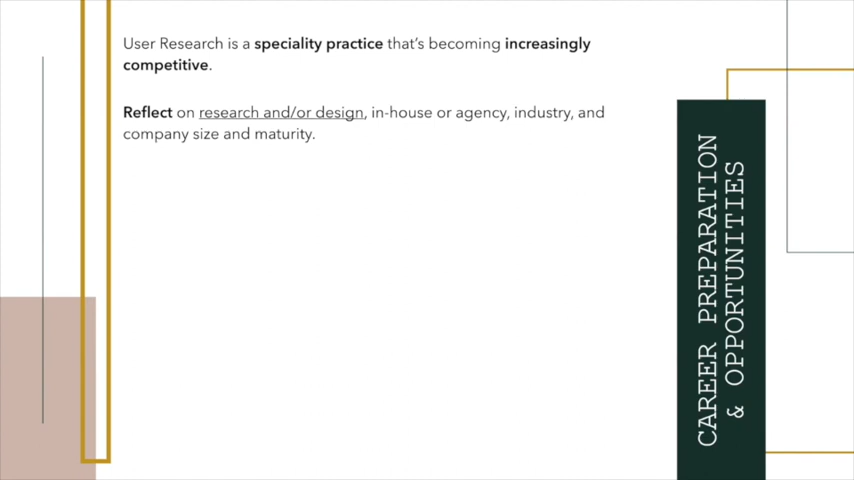 User Research is a speciality practice that's becoming increasingly
competitive.
Reflect on research and/or design, in-house or agency, industry, and
company size and maturity.
CAREER PREPARATION
& OPPORTUNITIES